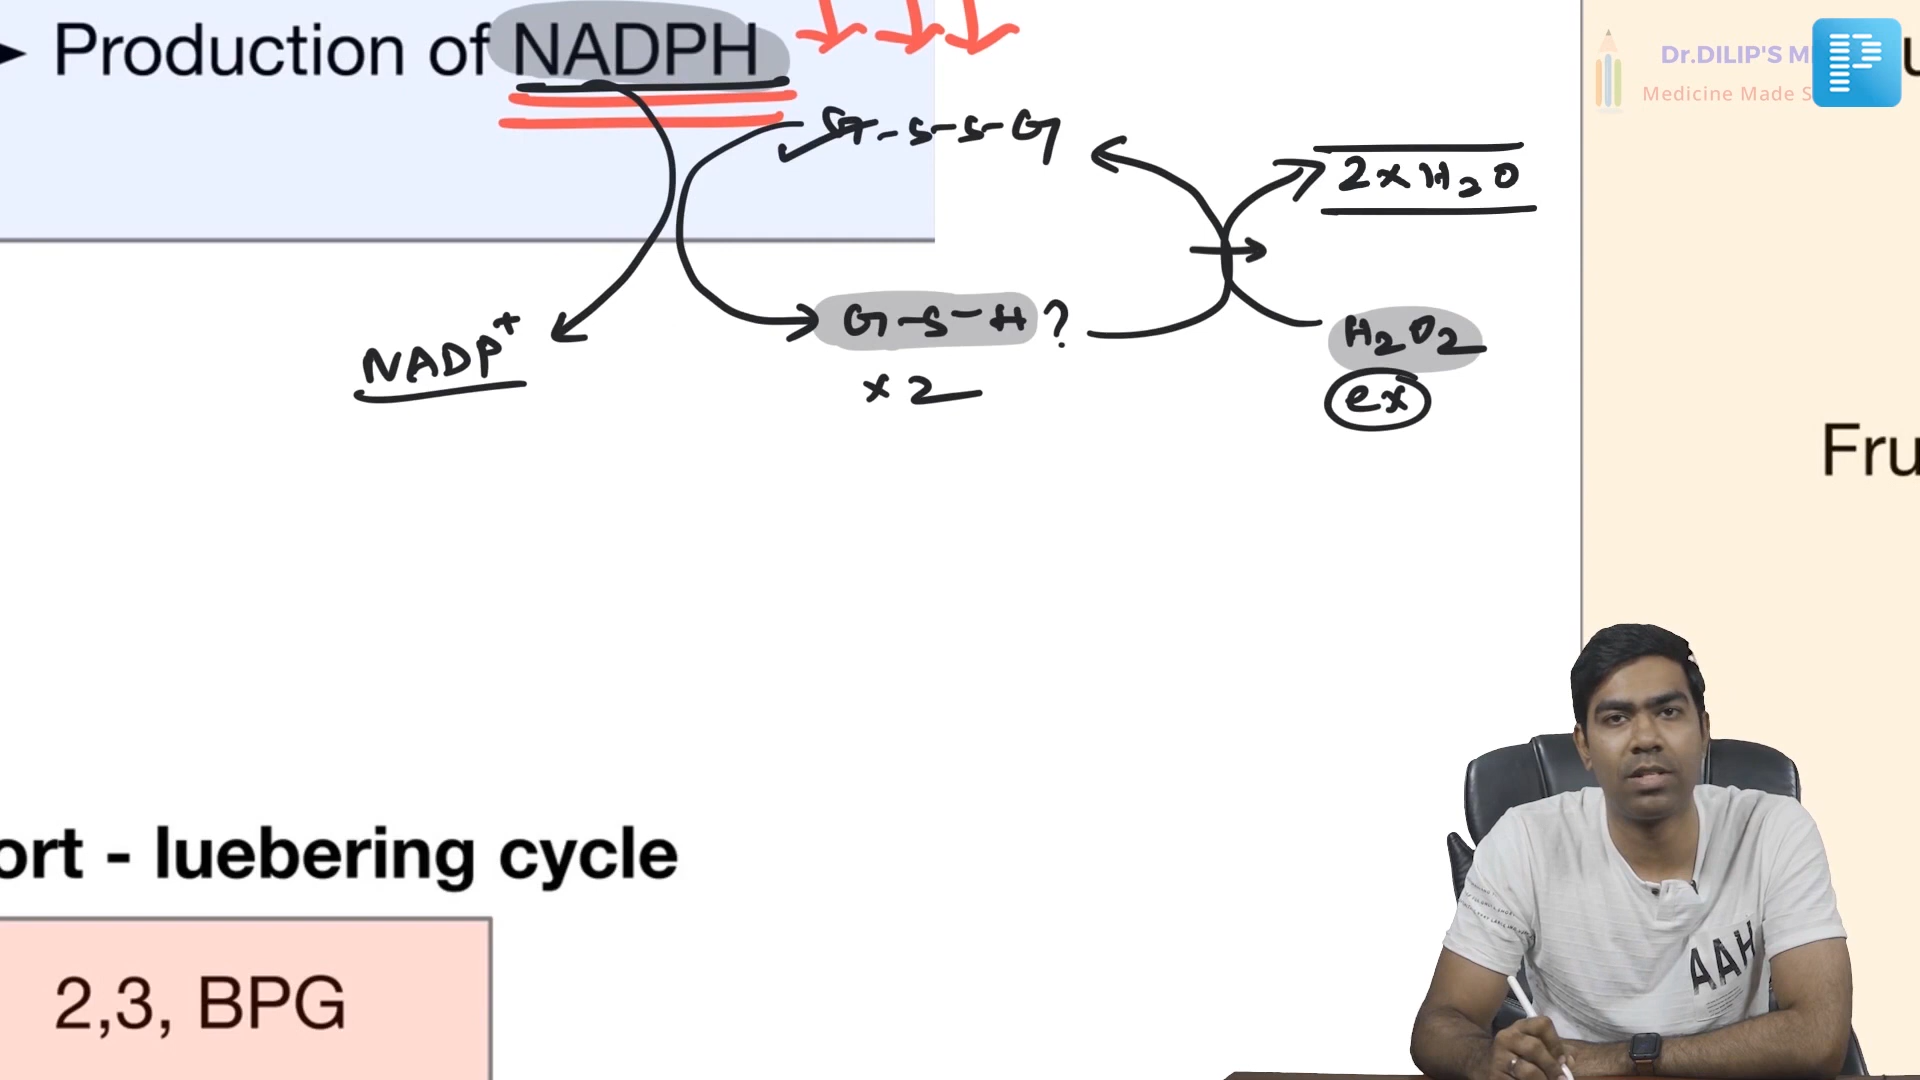 Production of NADPH
Dr.DILIP'S M
Medicine Made S
G-S-S-G
2 x H2O
NADP+
G-S-H ?
x 2
H2O2
ex
Fru
ort - luebering cycle
2,3, BPG
AAH